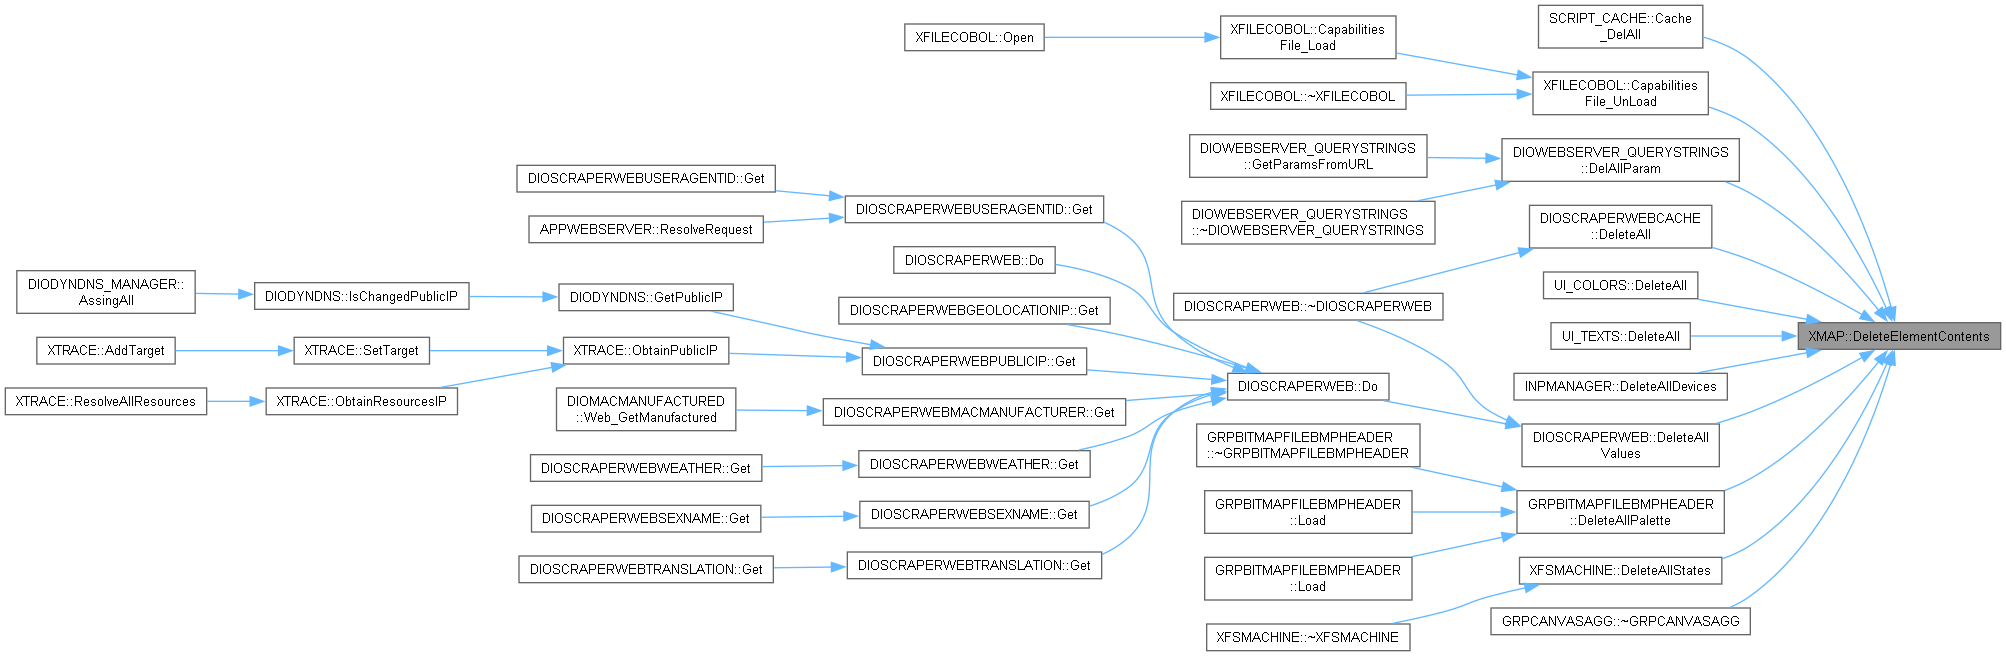 SCRIPT_CACHE::Cache
_DelAll
XFILECOBOL::Open
XFILECOBOL::Capabilities
File_Load
XFILECOBOL::~XFILECOBOL
XFILECOBOL::Capabilities
File_UnLoad
DIOWEBSERVER_QUERYSTRINGS
::GetParamsFromURL
DIOWEBSERVER_QUERYSTRINGS
::DelAllParam
DIOWEBSERVER_QUERYSTRINGS
::~DIOWEBSERVER_QUERYSTRINGS
DIOSCRAPERWEBUSERAGENTID::Get
APPWEBSERVER::ResolveRequest
DIOSCRAPERWEBUSERAGENTID::Get
DIOSCRAPERWEBCACHE
::DeleteAll
DIOSCRAPERWEB::Do
DIODYNDNS_MANAGER::
AssingAll
DIODYNDNS::IsChangedPublicIP
DIODYNDNS::GetPublicIP
DIOSCRAPERWEBGEOLOCATIONIP::Get
DIOSCRAPERWEB::~DIOSCRAPERWEB
UI_COLORS::DeleteAll
UI_TEXTS::DeleteAll
XMAP::DeleteElementContents
XTRACE::AddTarget
XTRACE::SetTarget
XTRACE::ObtainPublicIP
DIOSCRAPERWEBPUBLICIP::Get
XTRACE::ResolveAllResources
XTRACE::ObtainResourcesIP
DIOMACMANUFACTURED
::Web_GetManufactured
DIOSCRAPERWEBMACMANUFACTURER::Get
DIOSCRAPERWEB::Do
INPMANAGER::DeleteAllDevices
DIOSCRAPERWEB::DeleteAll
Values
DIOSCRAPERWEBWEATHER::Get
DIOSCRAPERWEBWEATHER::Get
GRPBITMAPFILEBMPHEADER
::~GRPBITMAPFILEBMPHEADER
DIOSCRAPERWEBSEXNAME::Get
DIOSCRAPERWEBSEXNAME::Get
GRPBITMAPFILEBMPHEADER
::Load
GRPBITMAPFILEBMPHEADER
::DeleteAllPalette
DIOSCRAPERWEBTRANSLATION::Get
DIOSCRAPERWEBTRANSLATION::Get
GRPBITMAPFILEBMPHEADER
::Load
XFSMACHINE::DeleteAllStates
XFSMACHINE::~XFSMACHINE
GRPCANVASAGG::~GRPCANVASAGG